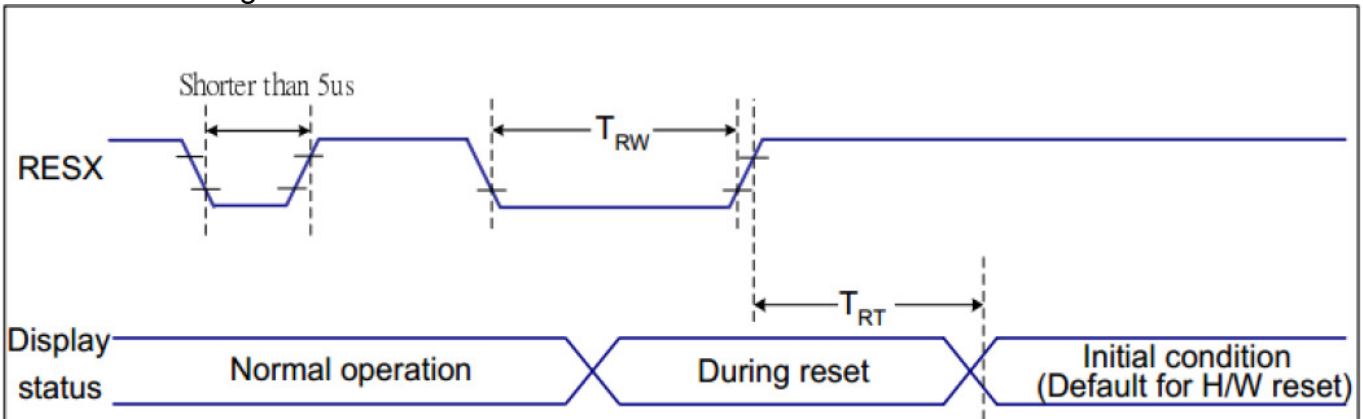 Shorter than 5us
TRW
RESX
TRT
Display
status
Normal operation
During reset
Initial condition
(Default for H/W reset)